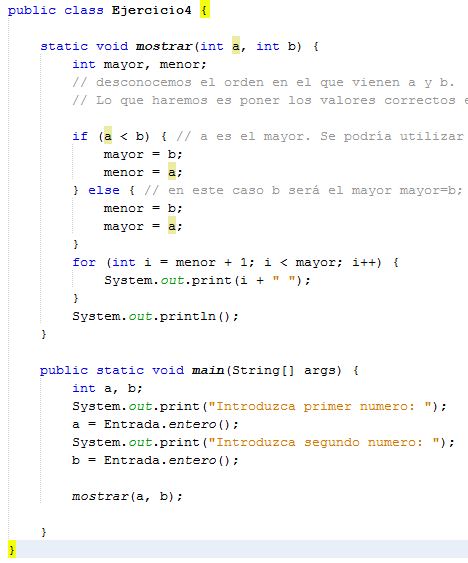 public class Ejercicio4 {
static void mostrar(int a, int b) {
int mayor, menor;
// desconocemos el orden en el que vienen a y b.
// Lo que haremos es poner los valores correctos e
if (a < b) { // a es el mayor. Se podría utilizar
mayor = b;
menor = a;
} else { // en este caso b será el mayor mayor=b;
menor = b;
mayor = a;
}
for (int i = menor + 1; i < mayor; i++) {
System.out.print(i + " ");
}
System.out.println();
}
public static void main(String[] args) {
int a, b;
System.out.print("Introduzca primer numero: ");
a = Entrada.entero();
System.out.print("Introduzca segundo numero: ");
b = Entrada.entero();
mostrar(a, b);
}
}